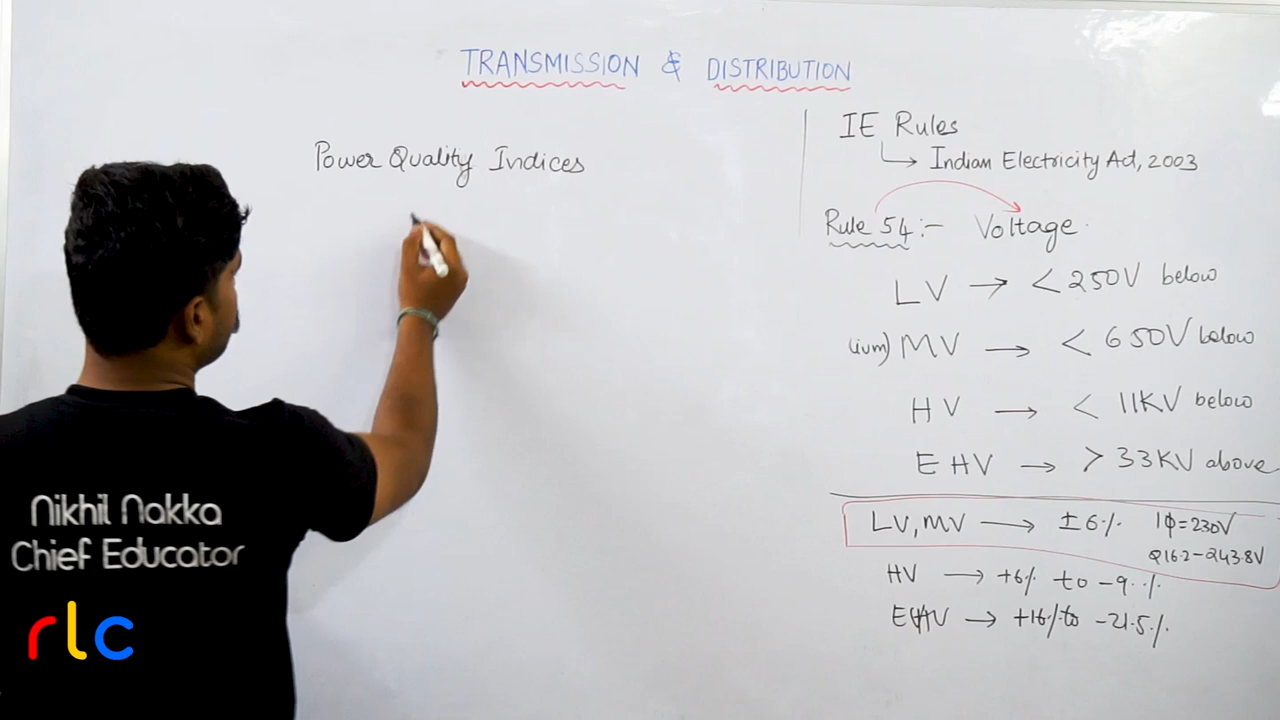 TRANSMISSION & DISTRIBUTION
Power Quality Indices
IE Rules
Indian Electricity Act, 2003
Rule 54:- Voltage
LV → < 250V below
(ium) MV → < 650V below
HV → < 11KV below
EHV → > 33KV above
LV, MV → ±6% 1ϕ=230V
216.2-243.8V
HV → +6% to -9%
EHV → +16% to -21.5%
Nikhil Nakka
Chief Educator
rlc